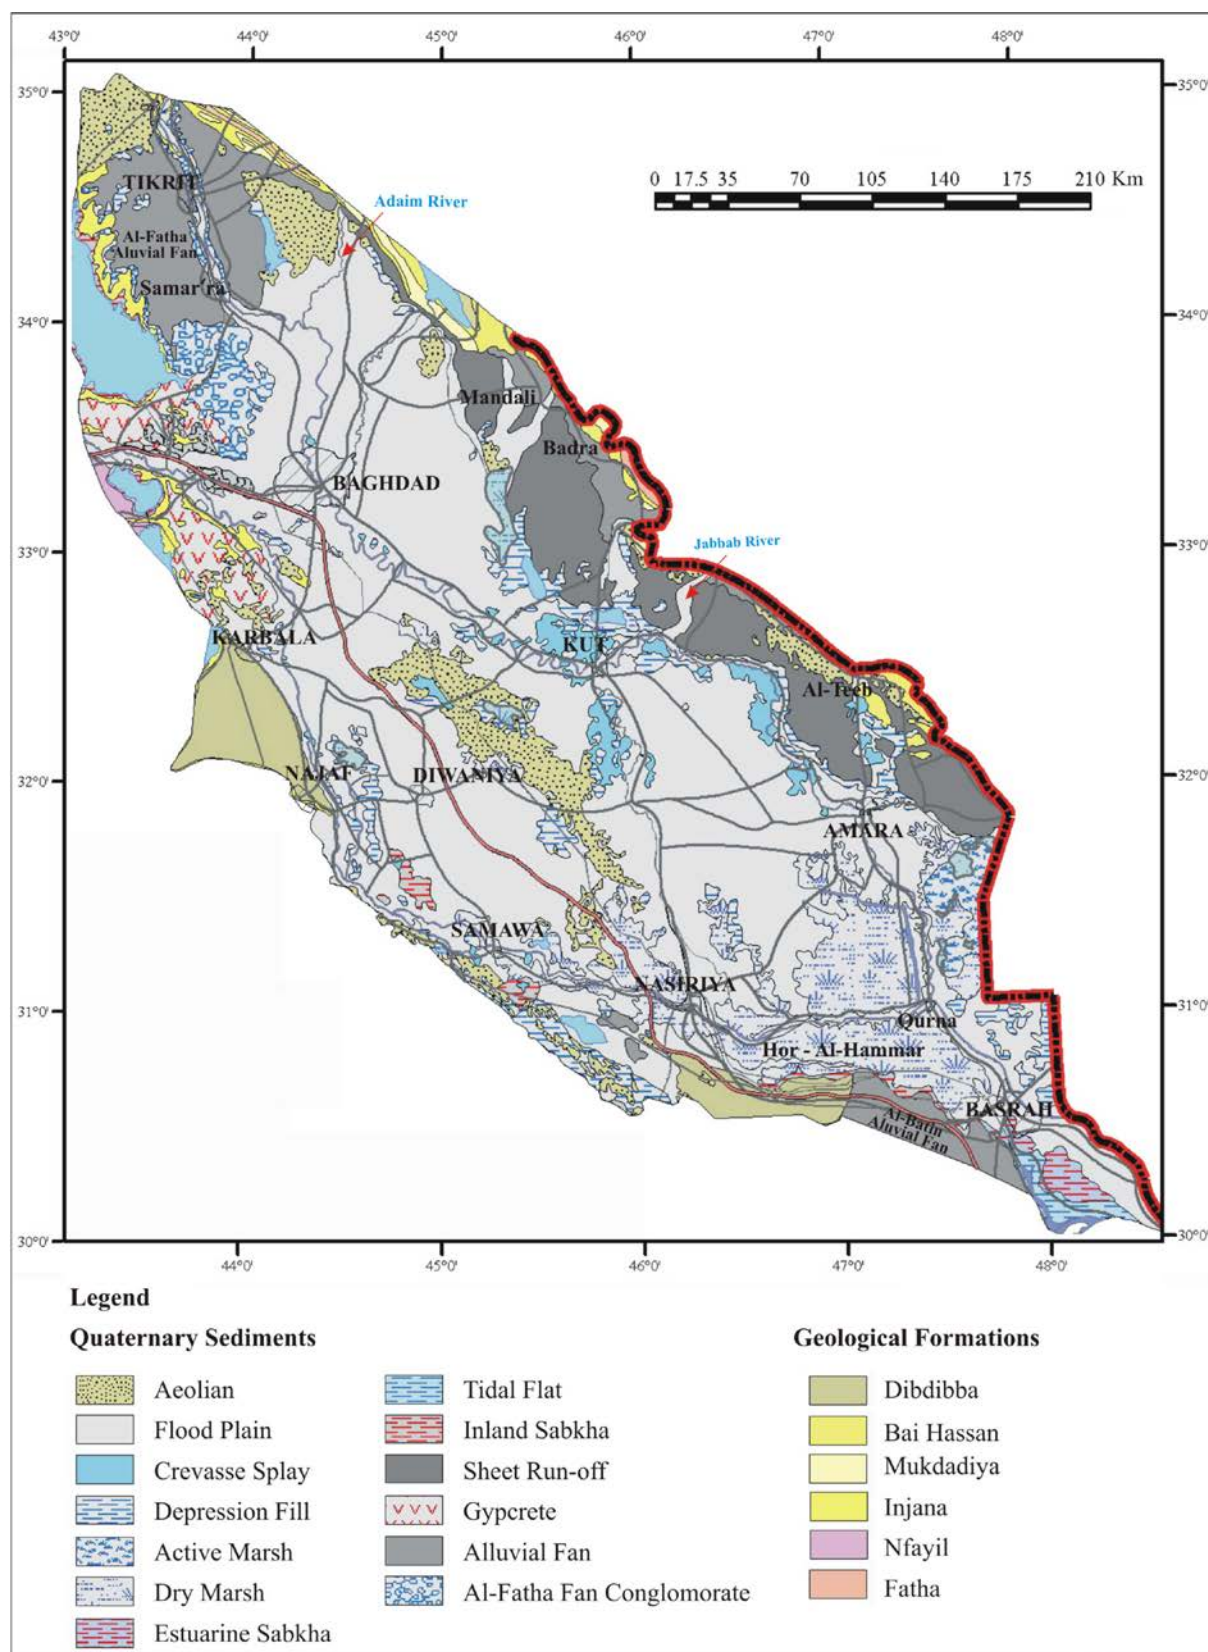 43°0' 44°0' 45°0' 46°0' 47°0' 48°0'
35°0' 35°0'
0 17.5 35 70 105 140 175 210 Km
TIKRIT
Adaim River
Al-Fatha
Aluvial Fan
Samar'ra
34°0' 34°0'
Mandali
Badra
BAGHDAD
33°0' 33°0'
Jabbab River
KARBALA
KUT
Al-Teeb
NAJAF
DIWANIYA
32°0' 32°0'
AMARA
SAMAWA
NASIRIYA
31°0' 31°0'
Qurna
Hor - Al-Hammar
BASRAH
Al-Batin
Aluvial Fan
30°0' 30°0'
44°0' 45°0' 46°0' 47°0' 48°0'
Legend
Quaternary Sediments
Aeolian
Flood Plain
Crevasse Splay
Depression Fill
Active Marsh
Dry Marsh
Estuarine Sabkha
Tidal Flat
Inland Sabkha
Sheet Run-off
Gypcrete
Alluvial Fan
Al-Fatha Fan Conglomorate
Geological Formations
Dibdibba
Bai Hassan
Mukdadiya
Injana
Nfayil
Fatha